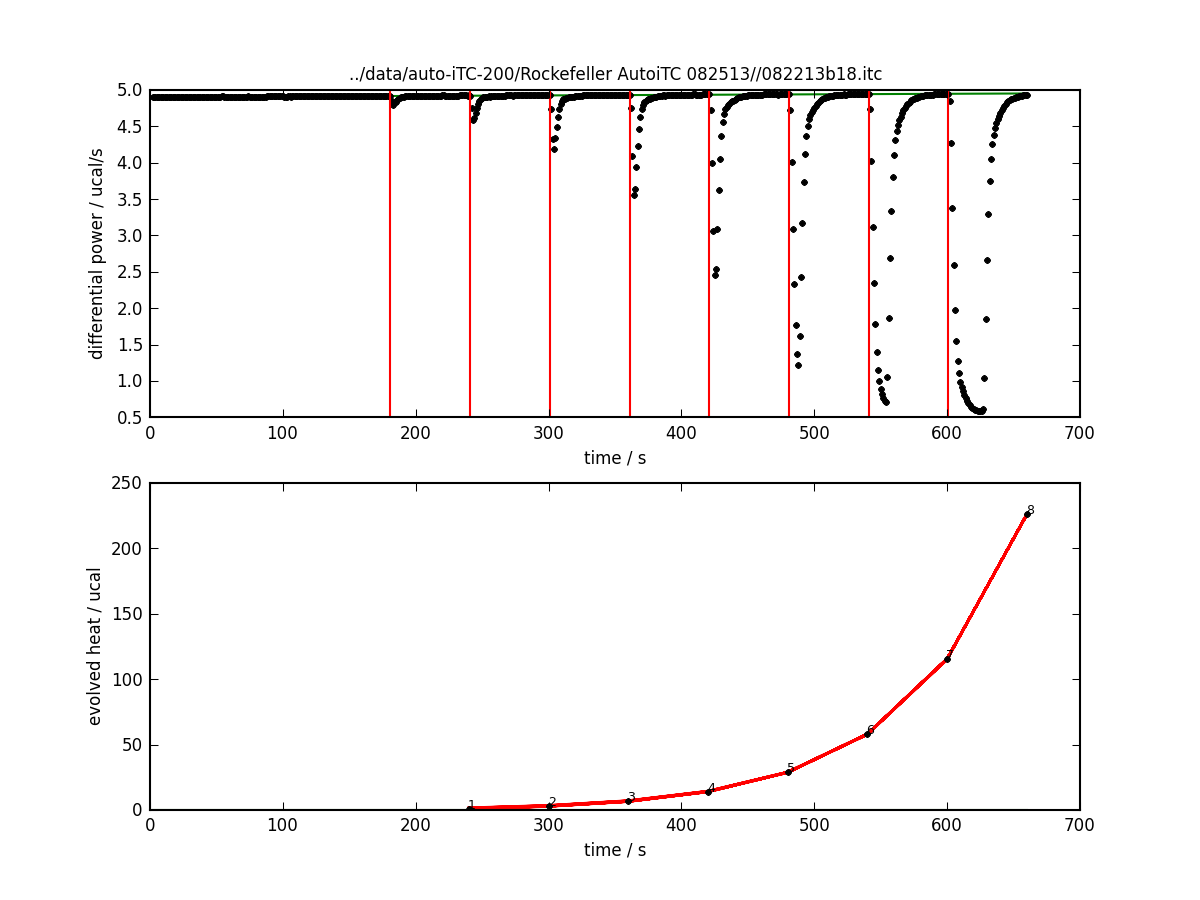 ../data/auto-iTC-200/Rockefeller AutoiTC 082513//082213b18.itc
differential power / ucal/s
5.0
4.5
4.0
3.5
3.0
2.5
2.0
1.5
1.0
0.5
0 100 200 300 400 500 600 700
time / s
evolved heat / ucal
250
200
150
100
50
0
1 2 3 4 5 6 7 8
0 100 200 300 400 500 600 700
time / s